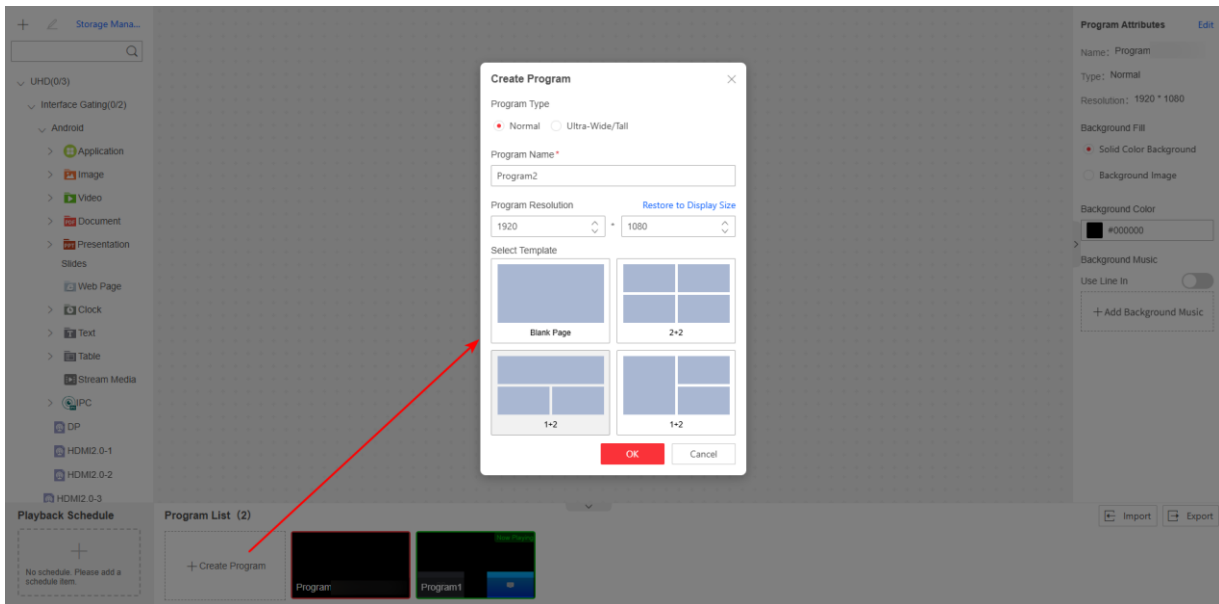 Storage Mana...
UHD(0/3)
Interface Gating(0/2)
Android
Application
Image
Video
Document
Presentation
Slides
Web Page
Clock
Text
Table
Stream Media
IPC
DP
HDMI2.0-1
HDMI2.0-2
HDMI2.0-3
Create Program
Program Type
Normal
Ultra-Wide/Tall
Program Name*
Program2
Program Resolution
Restore to Display Size
1920 * 1080
Select Template
Blank Page
2+2
1+2
1+2
OK
Cancel
Program Attributes
Edit
Name: Program
Type: Normal
Resolution: 1920 * 1080
Background Fill
Solid Color Background
Background Image
Background Color
#000000
Background Music
Use Line In
+ Add Background Music
Playback Schedule
No schedule. Please add a
schedule item.
Program List (2)
Import
Export
+ Create Program
Program
Now Playing
Program1